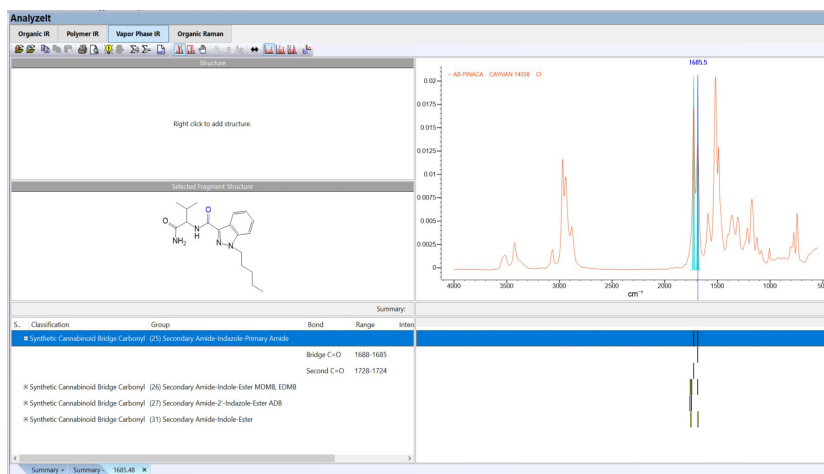 AnalyzeIt
Organic IR Polymer IR Vapor Phase IR Organic Raman
Structure
Right click to add structure.
Selected Fragment Structure
O
O
NH2
N
H
N
N
1685.5
~ AB-PINACA CAYMAN 14038 CI
0.02
0.0175
0.015
0.0125
0.01
0.0075
0.005
0.0025
0
4000 3000 2000 1000 500
cm⁻¹
Summary:
S.. Classification Group Bond Range Inten
Synthetic Cannabinoid Bridge Carbonyl (25) Secondary Amide-Indazole-Primary Amide
Bridge C=O 1688-1685
Second C=O 1728-1724
Synthetic Cannabinoid Bridge Carbonyl (26) Secondary Amide-Indole-Ester MDMB, EDMB
Synthetic Cannabinoid Bridge Carbonyl (27) Secondary Amide-2'-Indazole-Ester ADB
Synthetic Cannabinoid Bridge Carbonyl (31) Secondary Amide-Indole-Ester
Summary Summary 1685.48 ×